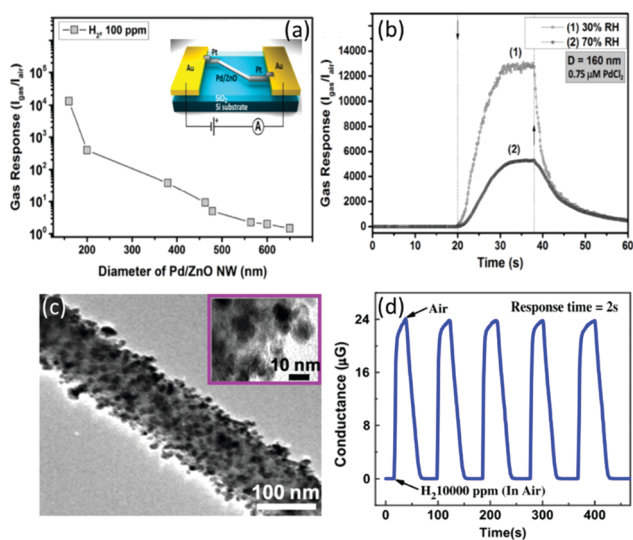 (a)
H₂, 100 ppm
Gas Response (I_gas/I_air)
10⁵
10⁴
10³
10²
10¹
10⁰
200 300 400 500 600
Diameter of Pd/ZnO NW (nm)
Pt
Au
Pd/ZnO
Pt
Au
SiO₂
Si substrate
+
A
(b)
(1) 30% RH
(2) 70% RH
D = 160 nm
0.75 μM PdCl₂
(1)
(2)
Gas Response (I_gas/I_air)
14000
12000
10000
8000
6000
4000
2000
0
0 10 20 30 40 50 60
Time (s)
(c)
10 nm
100 nm
(d)
Air
Response time = 2s
Conductance (μG)
24
16
8
0
H₂10000 ppm (In Air)
0 100 200 300 400
Time(s)